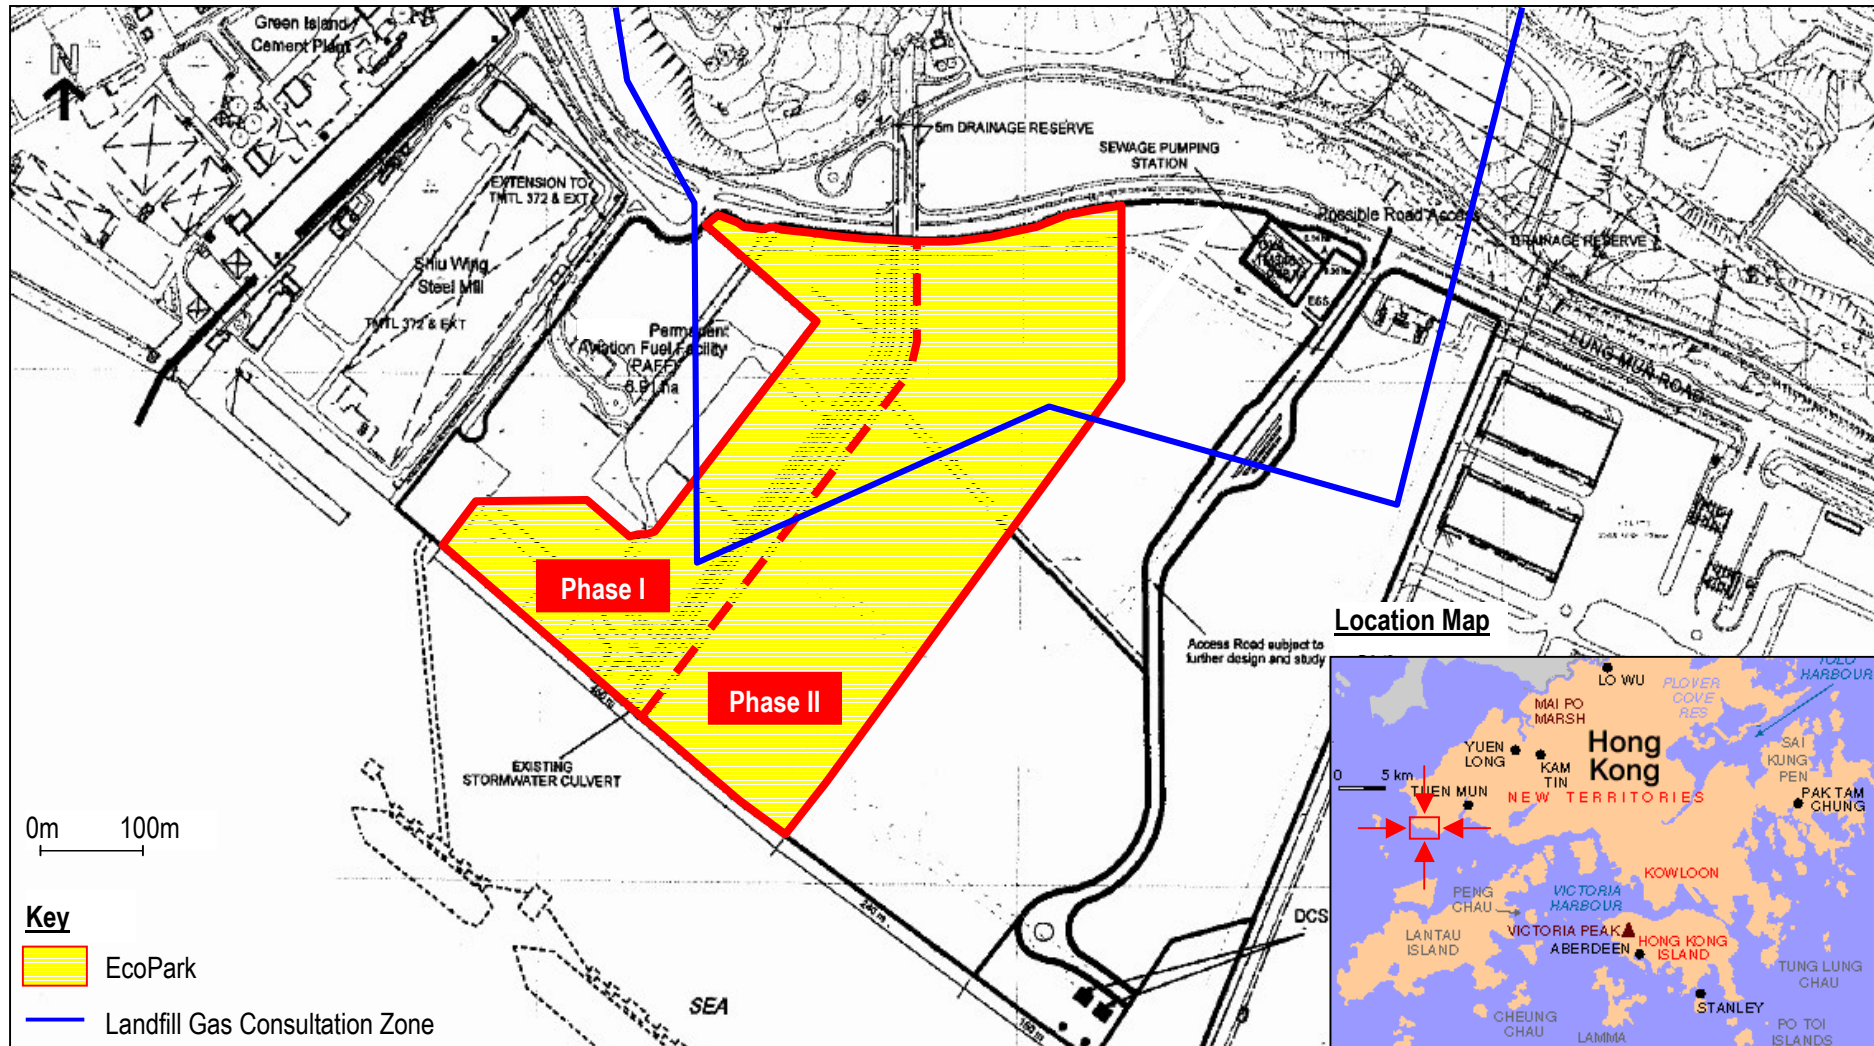 Green Island
Cement Plant
N
5m DRAINAGE RESERVE
SEWAGE PUMPING
STATION
EXTENSION TO
TMTL 372 & EXT
Possible Road Access
DRAINAGE RESERVE
Shiu Wing
Steel Mill
TMTL 372 & EXT
ESS
Permanent
Aviation Fuel Facility
(PAFF)
LUNG MUN ROAD
Phase I
Phase II
Access Road subject to
further design and study
450 m
EXISTING
STORMWATER CULVERT
240 m
DCS
150 m
SEA
0m 100m
Key
EcoPark
Landfill Gas Consultation Zone
Location Map
TOLO
HARBOUR
LO WU
PLOVER
COVE
RES
MAI PO
MARSH
YUEN
LONG
KAM
TIN
Hong
Kong
SAI
KUNG
PEN
0 5 km
TUEN MUN
NEW TERRITORIES
PAK TAM
CHUNG
KOWLOON
PENG
CHAU
VICTORIA
HARBOUR
VICTORIA PEAK
ABERDEEN
HONG KONG
ISLAND
LANTAU
ISLAND
TUNG LUNG
CHAU
STANLEY
CHEUNG
CHAU
LAMMA
PO TOI
ISLANDS